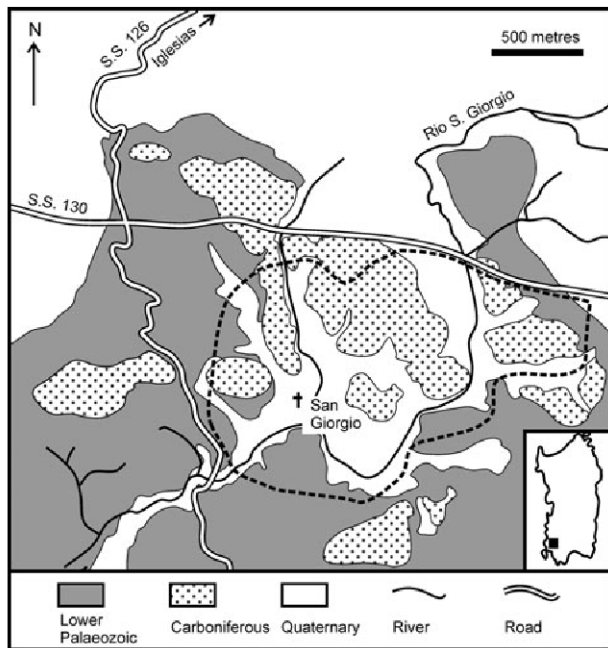 N
S.S. 126
Iglesias
500 metres
Rio S. Giorgio
S.S. 130
San
Giorgio
Lower
Palaeozoic
Carboniferous
Quaternary
River
Road